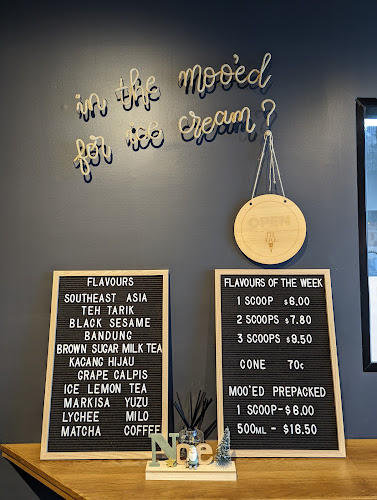 in the moo'ed
for ice cream?
OPEN
FLAVOURS
SOUTHEAST ASIA
TEH TARIK
BLACK SESAME
BANDUNG
BROWN SUGAR MILK TEA
KACANG HIJAU
GRAPE CALPIS
ICE LEMON TEA
MARKISA YUZU
LYCHEE MILO
MATCHA COFFEE
FLAVOURS OF THE WEEK
1 SCOOP $6.00
2 SCOOPS $7.80
3 SCOOPS $9.50
CONE 70c
MOO'ED PREPACKED
1 SCOOP-$6.00
500ML - $16.50
Noe